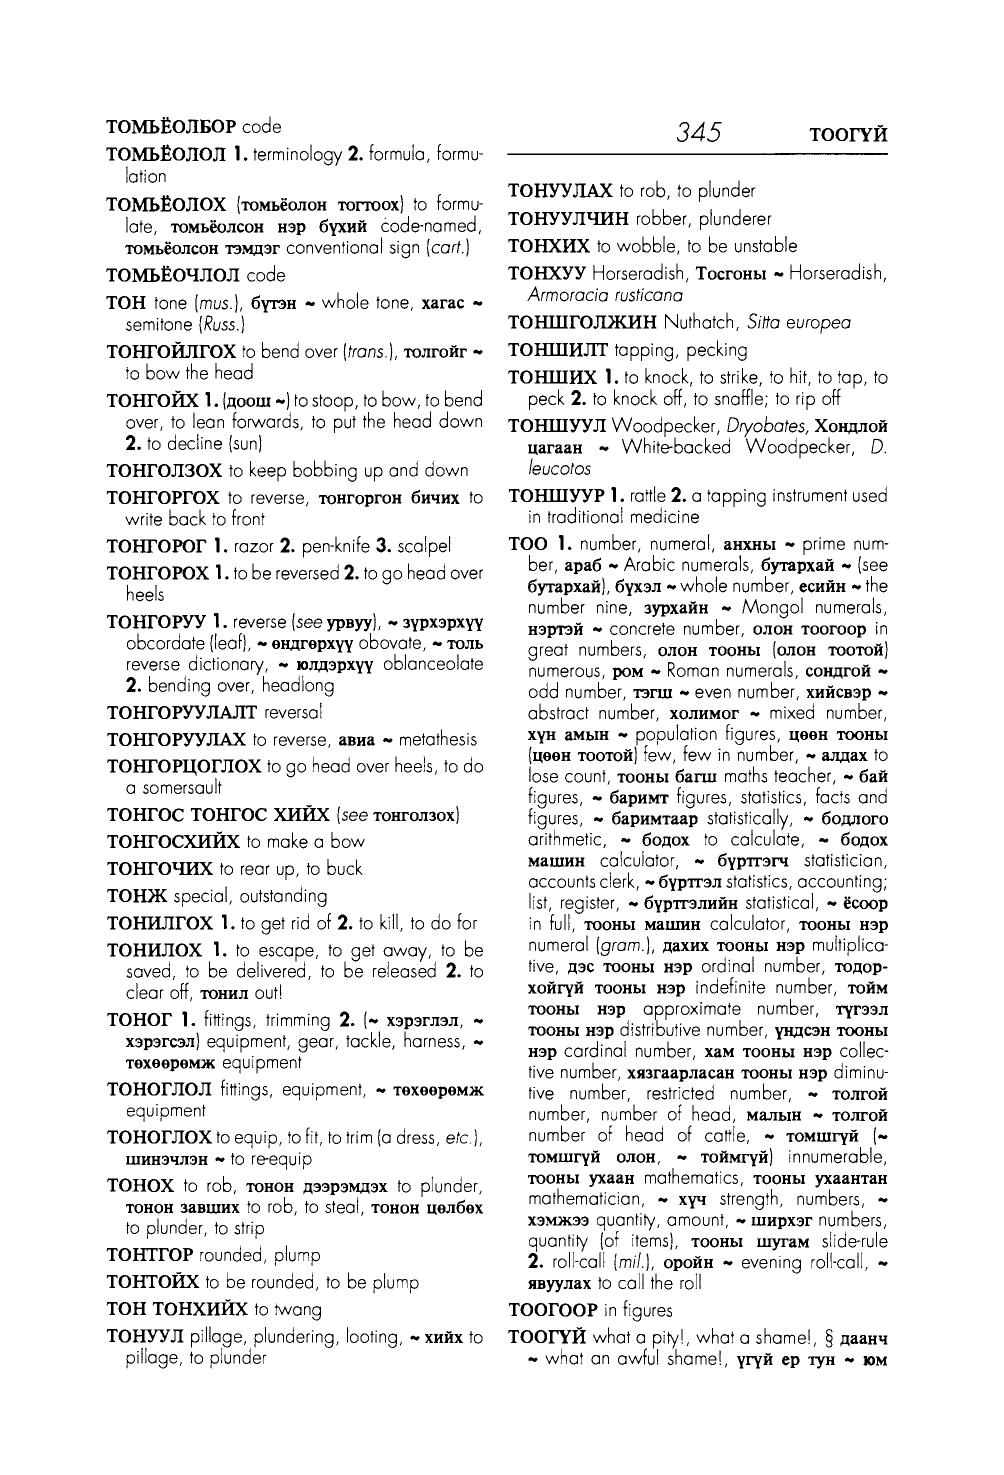 ТОМЬЁОЛБОР code
ТОМЬЁОЛОЛ 1. terminology 2. formula, formu-
lation
ТОМЬЁОЛОХ (томьёолон тогтоох) to formu-
late, томьёолсон нэр бүхий code-named,
томьёолсон тэмдэг conventional sign (cart.)
ТОМЬЁОЧЛОЛ code
ТОН tone (mus.), бүтэн ~ whole tone, хагас ~
semitone (Russ.)
ТОНГОЙЛГОХ to bend over (trans.), толгойг ~
to bow the head
ТОНГОЙХ 1. (доош ~) to stoop, to bow, to bend
over, to lean forwards, to put the head down
2. to decline (sun)
ТОНГОЛЗОХ to keep bobbing up and down
ТОНГОРГОХ to reverse, тонгоргон бичих to
write back to front
ТОНГОРОГ 1. razor 2. pen-knife 3. scalpel
ТОНГОРОХ 1. to be reversed 2. to go head over
heels
ТОНГОРУУ 1. reverse (see урвуу), ~ зүрхэрхүү
obcordate (leaf), ~ өндгөрхүү obovate, ~ толь
reverse dictionary, ~ юлдэрхүү oblanceolate
2. bending over, headlong
ТОНГОРУУЛАЛТ reversal
ТОНГОРУУЛАХ to reverse, авиа ~ metathesis
ТОНГОРЦОГЛОХ to go head over heels, to do
a somersault
ТОНГОС ТОНГОС ХИЙХ (see тонголзох)
ТОНГОСХИЙХ to make a bow
ТОНГОЧИХ to rear up, to buck
ТОНЖ special, outstanding
ТОНИЛГОХ 1. to get rid of 2. to kill, to do for
ТОНИЛОХ 1. to escape, to get away, to be
saved, to be delivered, to be released 2. to
clear off, тонил out!
ТОНОГ 1. fittings, trimming 2. (~ хэрэглэл, ~
хэрэгсэл) equipment, gear, tackle, harness, ~
төхөөрөмж equipment
ТОНОГЛОЛ fittings, equipment, ~ төхөөрөмж
equipment
ТОНОГЛОХ to equip, to fit, to trim (a dress, etc.),
шинэчлэн ~ to re-equip
ТОНОХ to rob, тонон дээрэмдэх to plunder,
тонон завших to rob, to steal, тонон цөлбөх
to plunder, to strip
ТОНТГОР rounded, plump
ТОНТОЙХ to be rounded, to be plump
ТОН ТОНХИЙХ to twang
ТОНУУЛ pillage, plundering, looting, ~ хийх to
pillage, to plunder
345 ТООГҮЙ
ТОНУУЛАХ to rob, to plunder
ТОНУУЛЧИН robber, plunderer
ТОНХИХ to wobble, to be unstable
ТОНХУУ Horseradish, Тосгоны ~ Horseradish,
Armoracia rusticana
ТОНШГОЛЖИН Nuthatch, Sitta europea
ТОНШИЛТ tapping, pecking
ТОНШИХ 1. to knock, to strike, to hit, to tap, to
peck 2. to knock off, to snaffle; to rip off
ТОНШУУЛ Woodpecker, Dryobates, Хондлой
цагаан ~ White-backed Woodpecker, D.
leucotos
ТОНШУУР 1. rattle 2. a tapping instrument used
in traditional medicine
ТОО 1. number, numeral, анхны ~ prime num-
ber, араб ~ Arabic numerals, бутархай ~ (see
бутархай), бүхэл ~ whole number, есийн ~ the
number nine, зурхайн ~ Mongol numerals,
нэртэй ~ concrete number, олон тоогоор in
great numbers, олон тооны (олон тоотой)
numerous, ром ~ Roman numerals, сондгой ~
odd number, тэгш ~ even number, хийсвэр ~
abstract number, холимог ~ mixed number,
хүн амын ~ population figures, цөөн тооны
(цөөн тоотой) few, few in number, ~ алдах to
lose count, тооны багш maths teacher, ~ бай
figures, ~ баримт figures, statistics, facts and
figures, ~ баримтаар statistically, ~ бодлого
arithmetic, ~ бодох to calculate, ~ бодох
машин calculator, ~ бүртгэгч statistician,
accounts clerk, ~ бүртгэл statistics, accounting;
list, register, ~ бүртгэлийн statistical, ~ ёсоор
in full, тооны машин calculator, тооны нэр
numeral (gram.), дахих тооны нэр multiplica-
tive, дэс тооны нэр ordinal number, тодор-
хойгүй тооны нэр indefinite number, тойм
тооны нэр approximate number, түгээл
тооны нэр distributive number, үндсэн тооны
нэр cardinal number, хам тооны нэр collec-
tive number, хязгаарласан тооны нэр diminu-
tive number, restricted number, ~ толгой
number, number of head, малын ~ толгой
number of head of cattle, ~ томшгүй (~
томшгүй олон, ~ тоймгүй) innumerable,
тооны ухаан mathematics, тооны ухаантан
mathematician, ~ хүч strength, numbers, ~
хэмжээ quantity, amount, ~ ширхэг numbers,
quantity (of items), тооны шугам slide-rule
2. roll-call (mil.), оройн ~ evening roll-call, ~
явуулах to call the roll
ТООГООР in figures
ТООГҮЙ what a pity!, what a shame!, § даанч
~ what an awful shame!, үгүй ер тун ~ юм